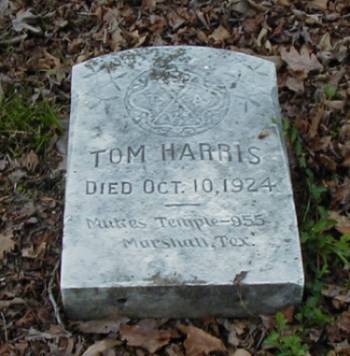 TOM HARRIS
DIED OCT. 10, 1924
Temple-955
Marshall, Tex.